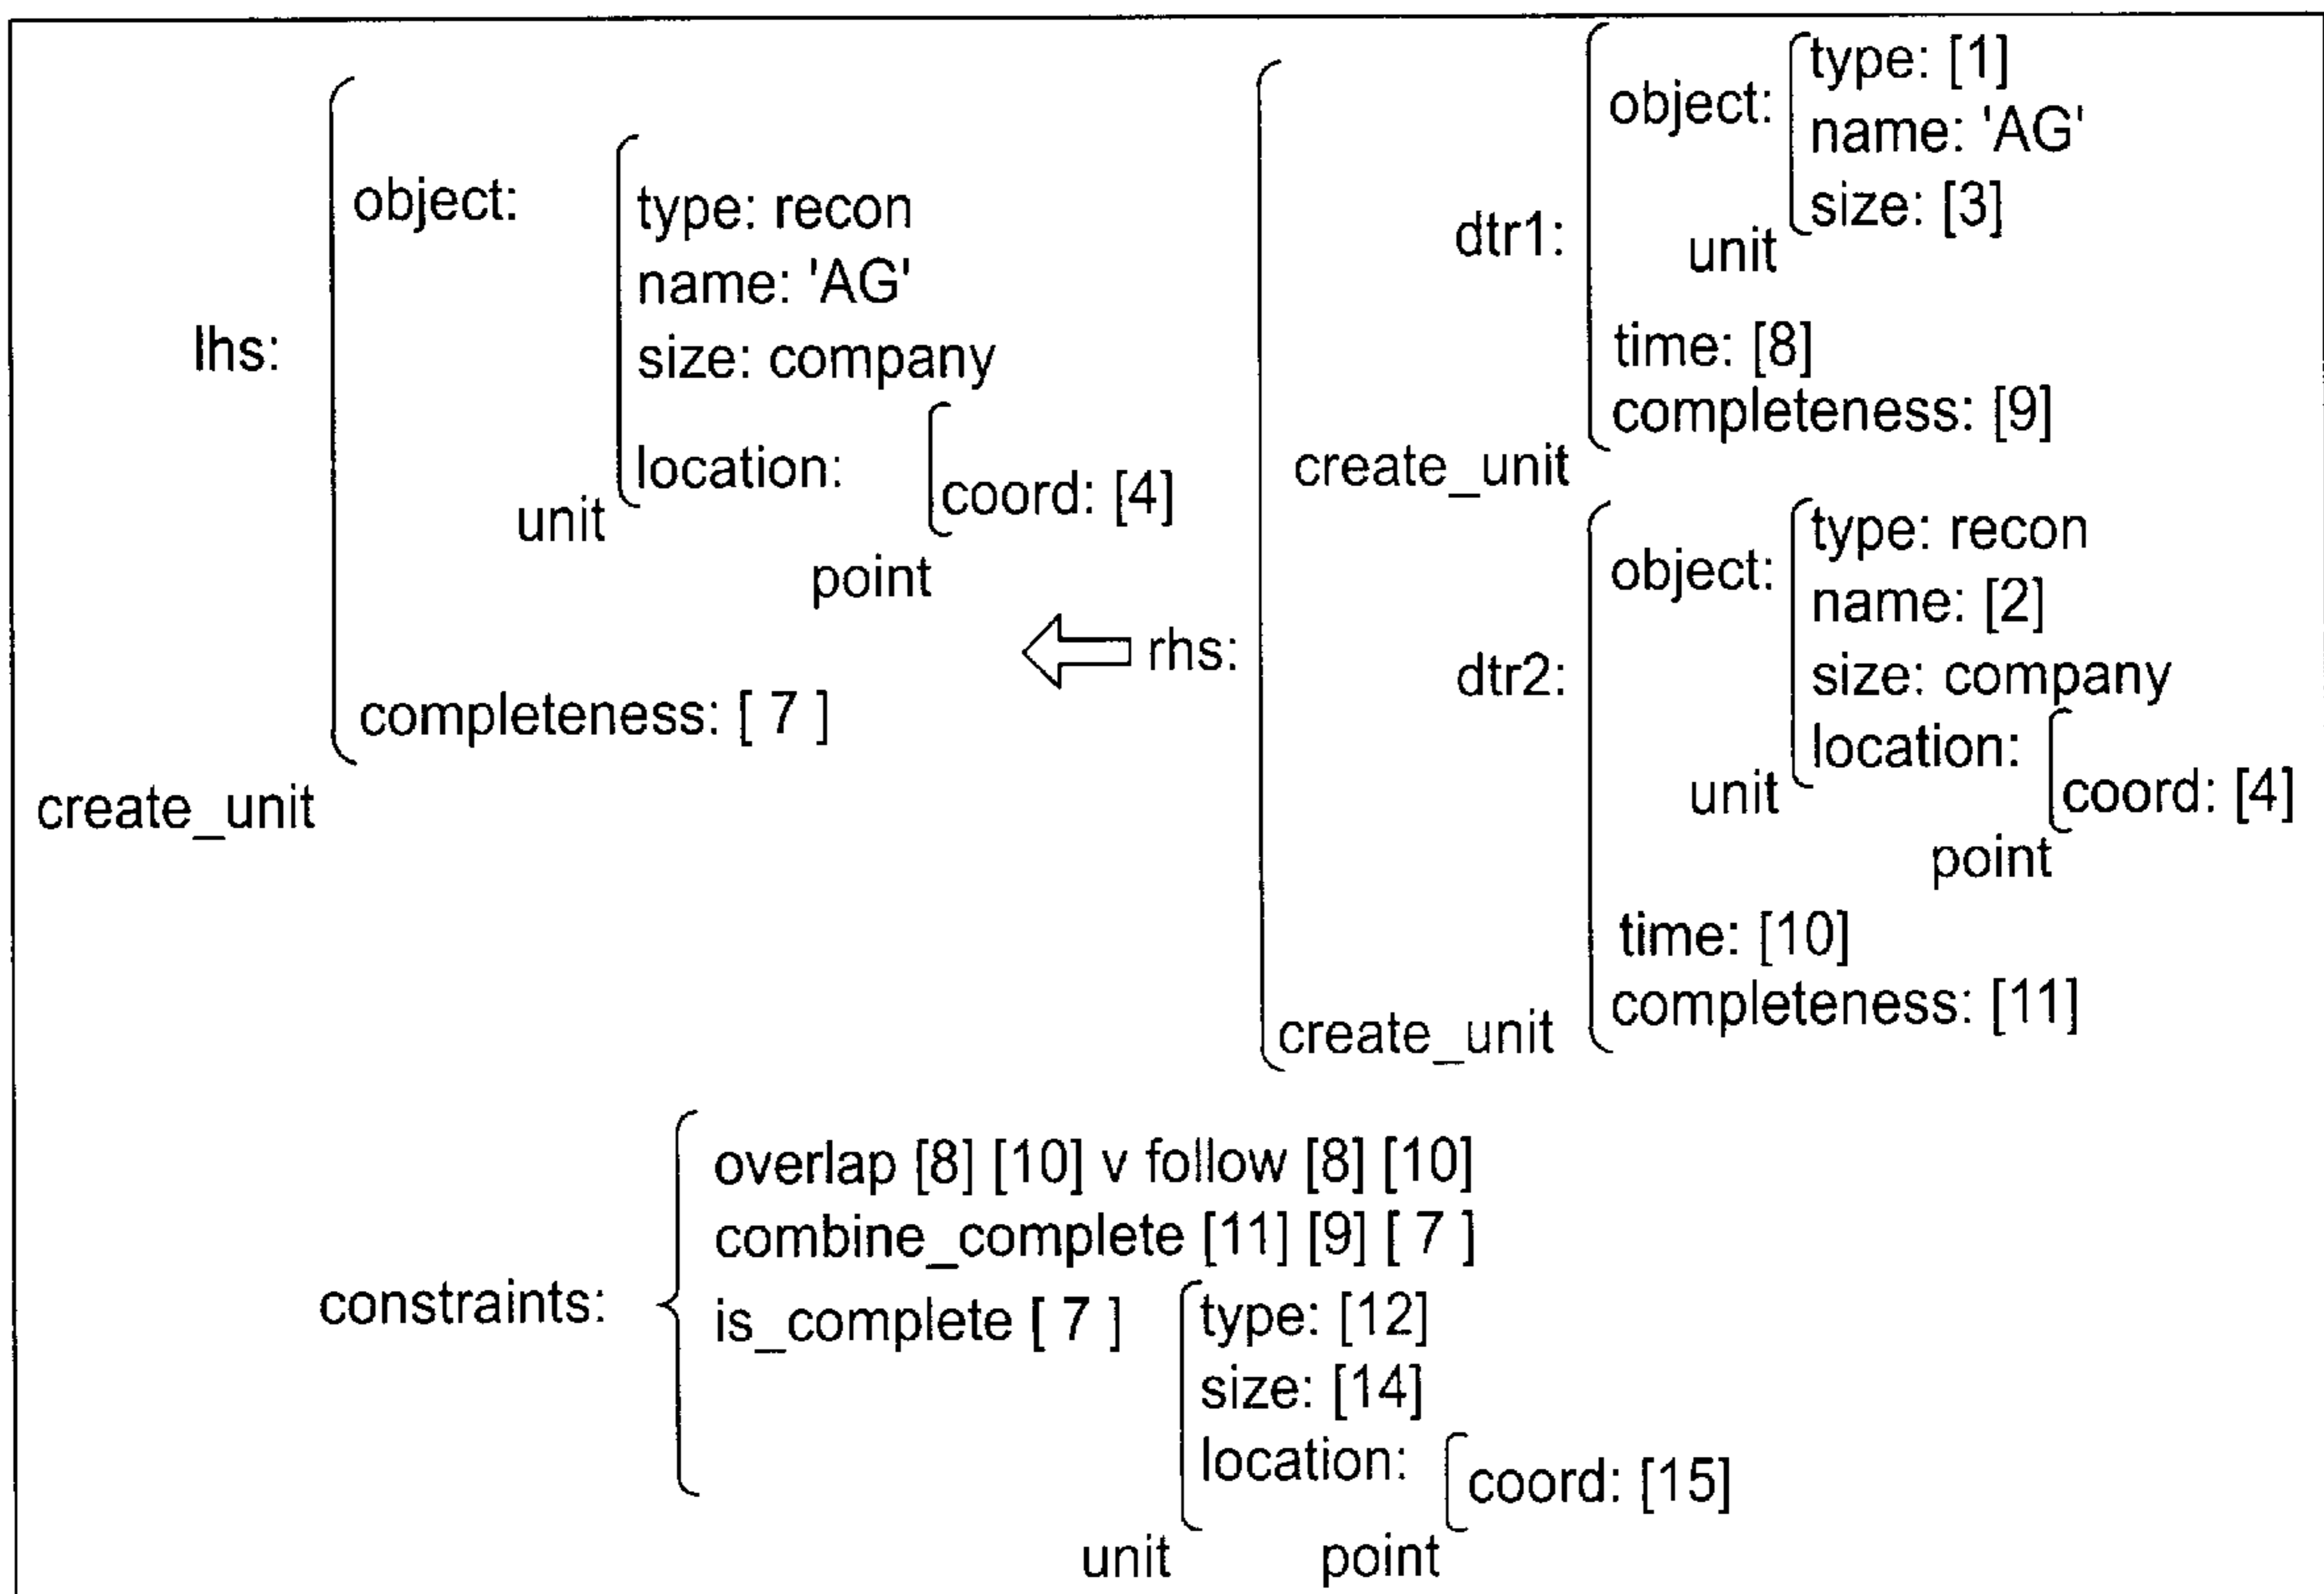 lhs:
object:
type: recon
name: 'AG'
size: company
location:
coord: [4]
unit
point
completeness: [ 7 ]
create_unit
rhs:
dtr1:
object:
type: [1]
name: 'AG'
size: [3]
unit
time: [8]
completeness: [9]
create_unit
dtr2:
object:
type: recon
name: [2]
size: company
location:
coord: [4]
unit
point
time: [10]
completeness: [11]
create_unit
constraints:
overlap [8] [10] v follow [8] [10]
combine_complete [11] [9] [ 7 ]
is_complete [ 7 ]
type: [12]
size: [14]
location:
coord: [15]
unit
point